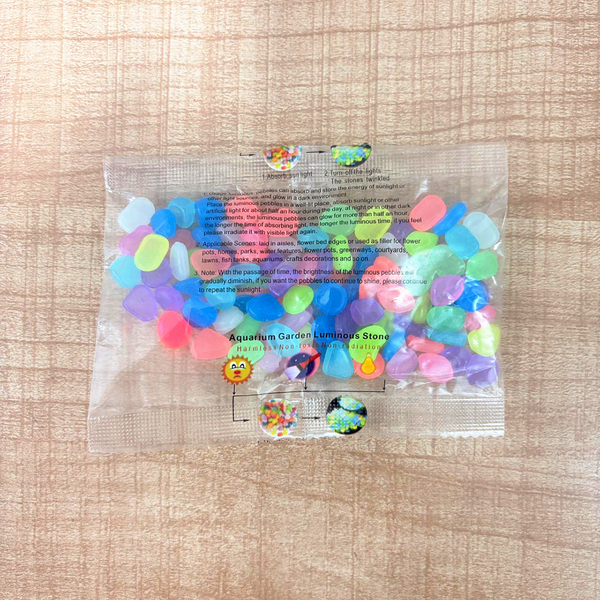 1.Absorb sun light 2.Turn off the lights
The stones twinkled
1. luminous pebbles can absorb and store the energy of sunlight or
other light sources, and glow in a dark environment.
Place the luminous pebbles in a well-lit place, absorb sunlight or other
artificial light for about half an hour during the day, at night or in other dark
environments, the luminous pebbles can glow for more than half an hour,
the longer the time of absorbing light, the longer the luminous time, if you feel
please irradiate it with visible light again.
2. Applicable Scenes: laid in aisles, flower bed edges or used as filler for flower
pots, homes, parks, water features, flower pots, greenways, courtyards,
lawns, fish tanks, aquariums, crafts decorations and so on.
3. Note: With the passage of time, the brightness of the luminous pebbles will
gradually diminish, if you want the pebbles to continue to shine, please continue
to repeat the sunlight.
Aquarium Garden Luminous Stone
Harmless Non-toxic Non-radiation